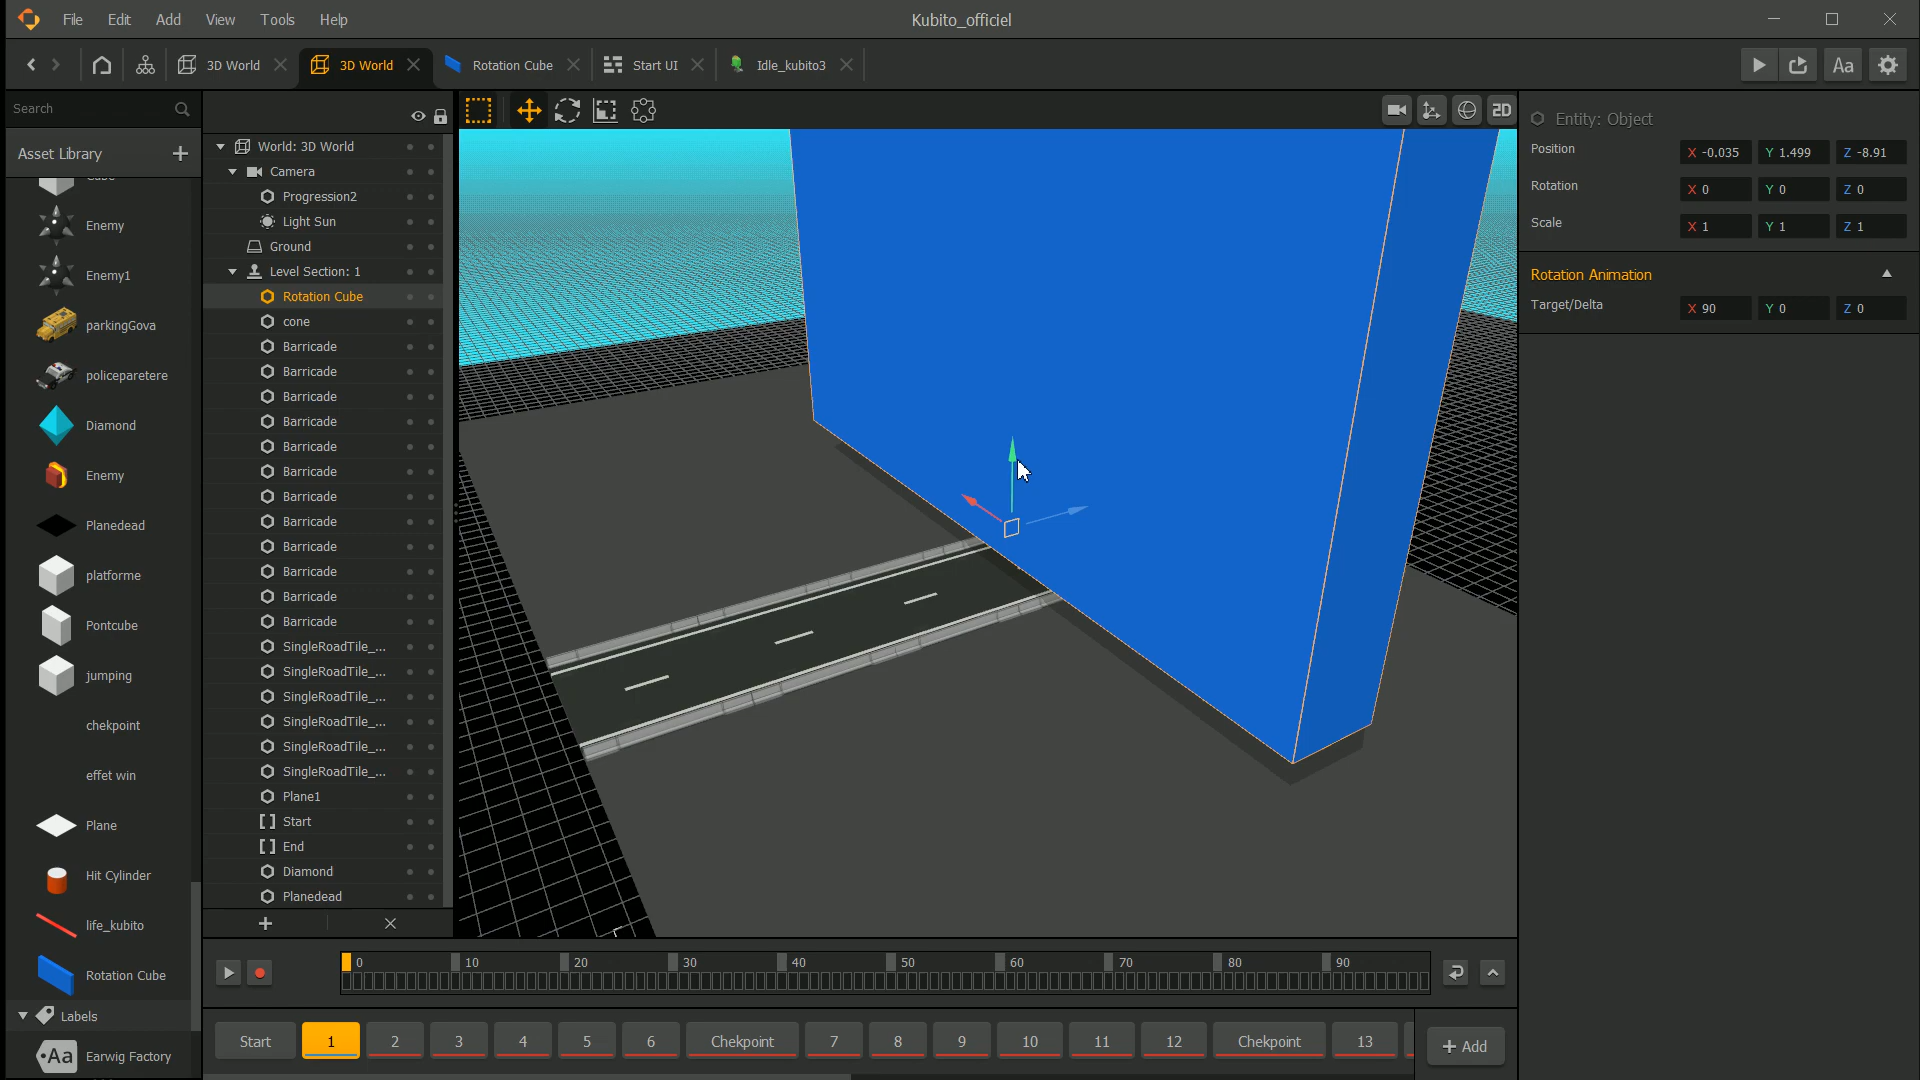 File Edit Add View Tools Help
Kubito_officiel
3D World
3D World
Rotation Cube
Start UI
Idle_kubito3
Aa
Search
Asset Library
Enemy
Enemy1
parkingGova
policeparetere
Diamond
Enemy
Planedead
platforme
Pontcube
jumping
chekpoint
effet win
Plane
Hit Cylinder
life_kubito
Rotation Cube
Labels
Aa Earwig Factory
World: 3D World
Camera
Progression2
Light Sun
Ground
Level Section: 1
Rotation Cube
cone
Barricade
Barricade
Barricade
Barricade
Barricade
Barricade
Barricade
Barricade
Barricade
Barricade
Barricade
Barricade
SingleRoadTile_...
SingleRoadTile_...
SingleRoadTile_...
SingleRoadTile_...
SingleRoadTile_...
SingleRoadTile_...
Plane1
Start
End
Diamond
Planedead
2D
Entity: Object
Position X -0.035 Y 1.499 Z -8.91
Rotation X 0 Y 0 Z 0
Scale X 1 Y 1 Z 1
Rotation Animation
Target/Delta X 90 Y 0 Z 0
0 10 20 30 40 50 60 70 80 90
Start 1 2 3 4 5 6 Chekpoint 7 8 9 10 11 12 Chekpoint 13
+ Add